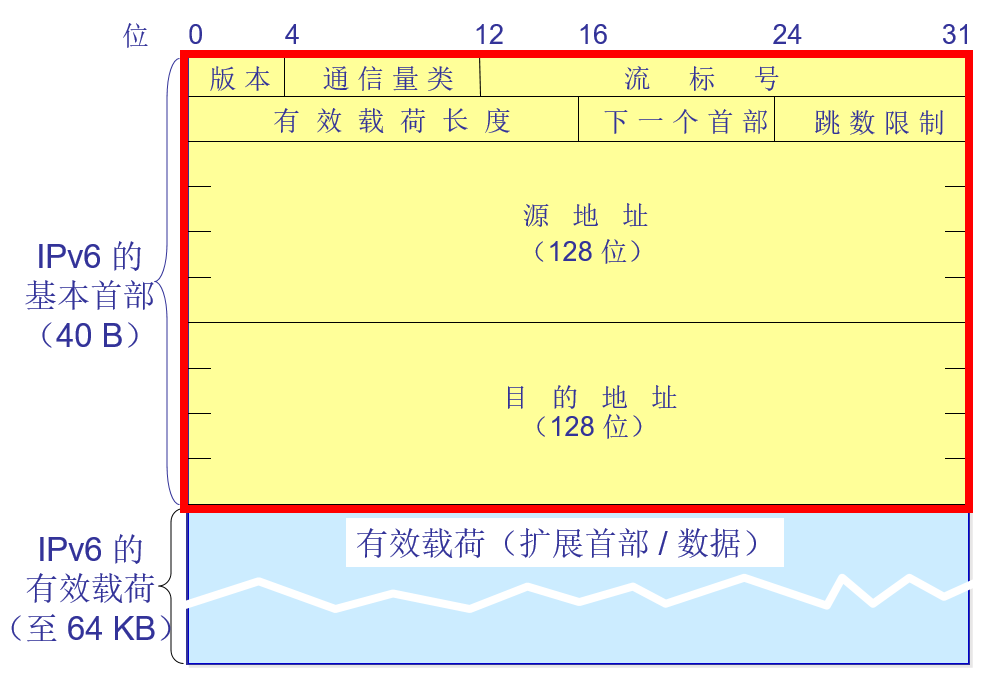 位 0 4 12 16 24 31
版本 通信量类 流标号
有效载荷长度 下一个首部 跳数限制
源地址
（128 位）
IPv6 的
基本首部
（40 B）
目的地址
（128 位）
有效载荷（扩展首部 / 数据）
IPv6 的
有效载荷
（至 64 KB）